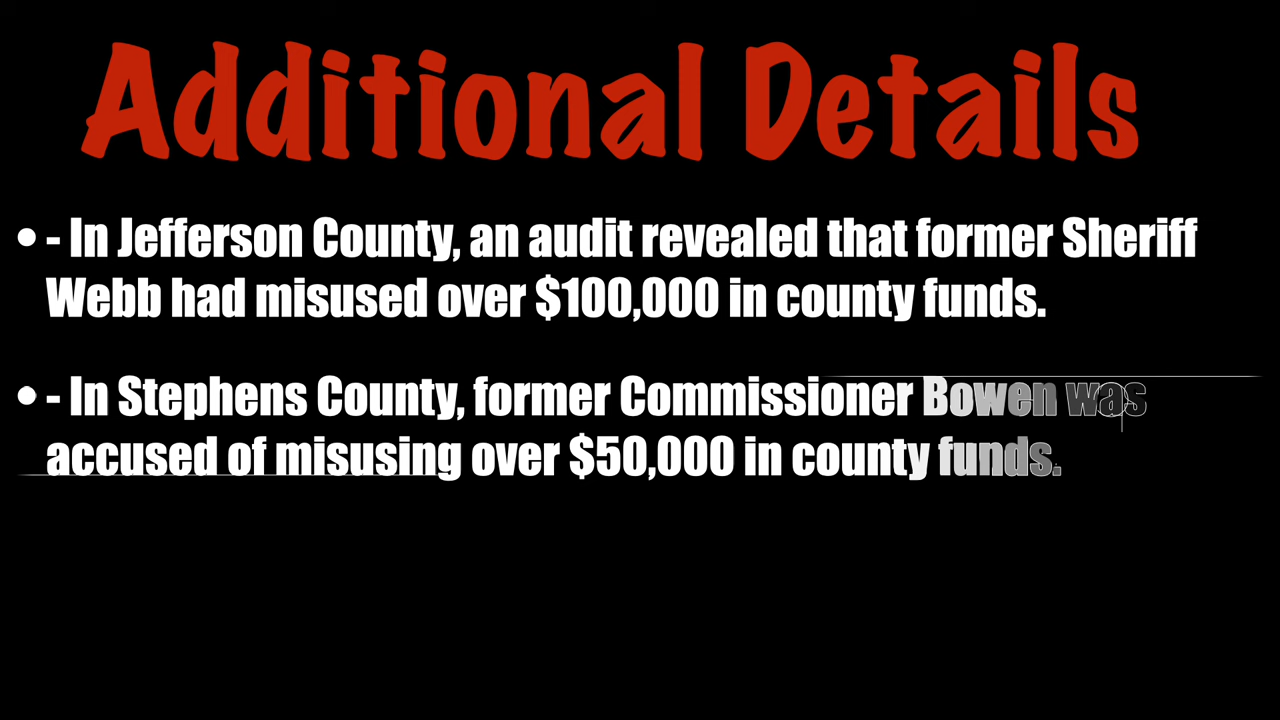 Additional Details
• - In Jefferson County, an audit revealed that former Sheriff
Webb had misused over $100,000 in county funds.
• - In Stephens County, former Commissioner Bowen was
accused of misusing over $50,000 in county funds.